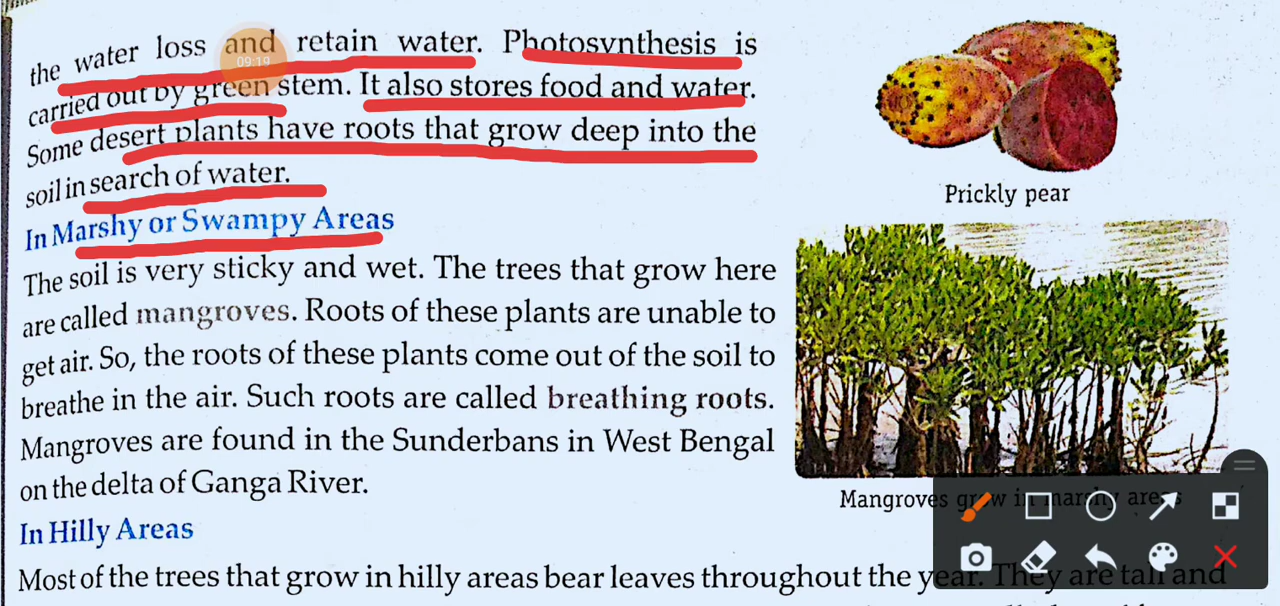 the water loss and retain water. Photosynthesis is
09:19
carried out by green stem. It also stores food and water.
Some desert plants have roots that grow deep into the
soil in search of water.
In Marshy or Swampy Areas
The soil is very sticky and wet. The trees that grow here
are called mangroves. Roots of these plants are unable to
get air. So, the roots of these plants come out of the soil to
breathe in the air. Such roots are called breathing roots.
Mangroves are found in the Sunderbans in West Bengal
on the delta of Ganga River.
In Hilly Areas
Most of the trees that grow in hilly areas bear leaves throughout the year. They are tall and
Prickly pear
Mangroves grow in marshy areas